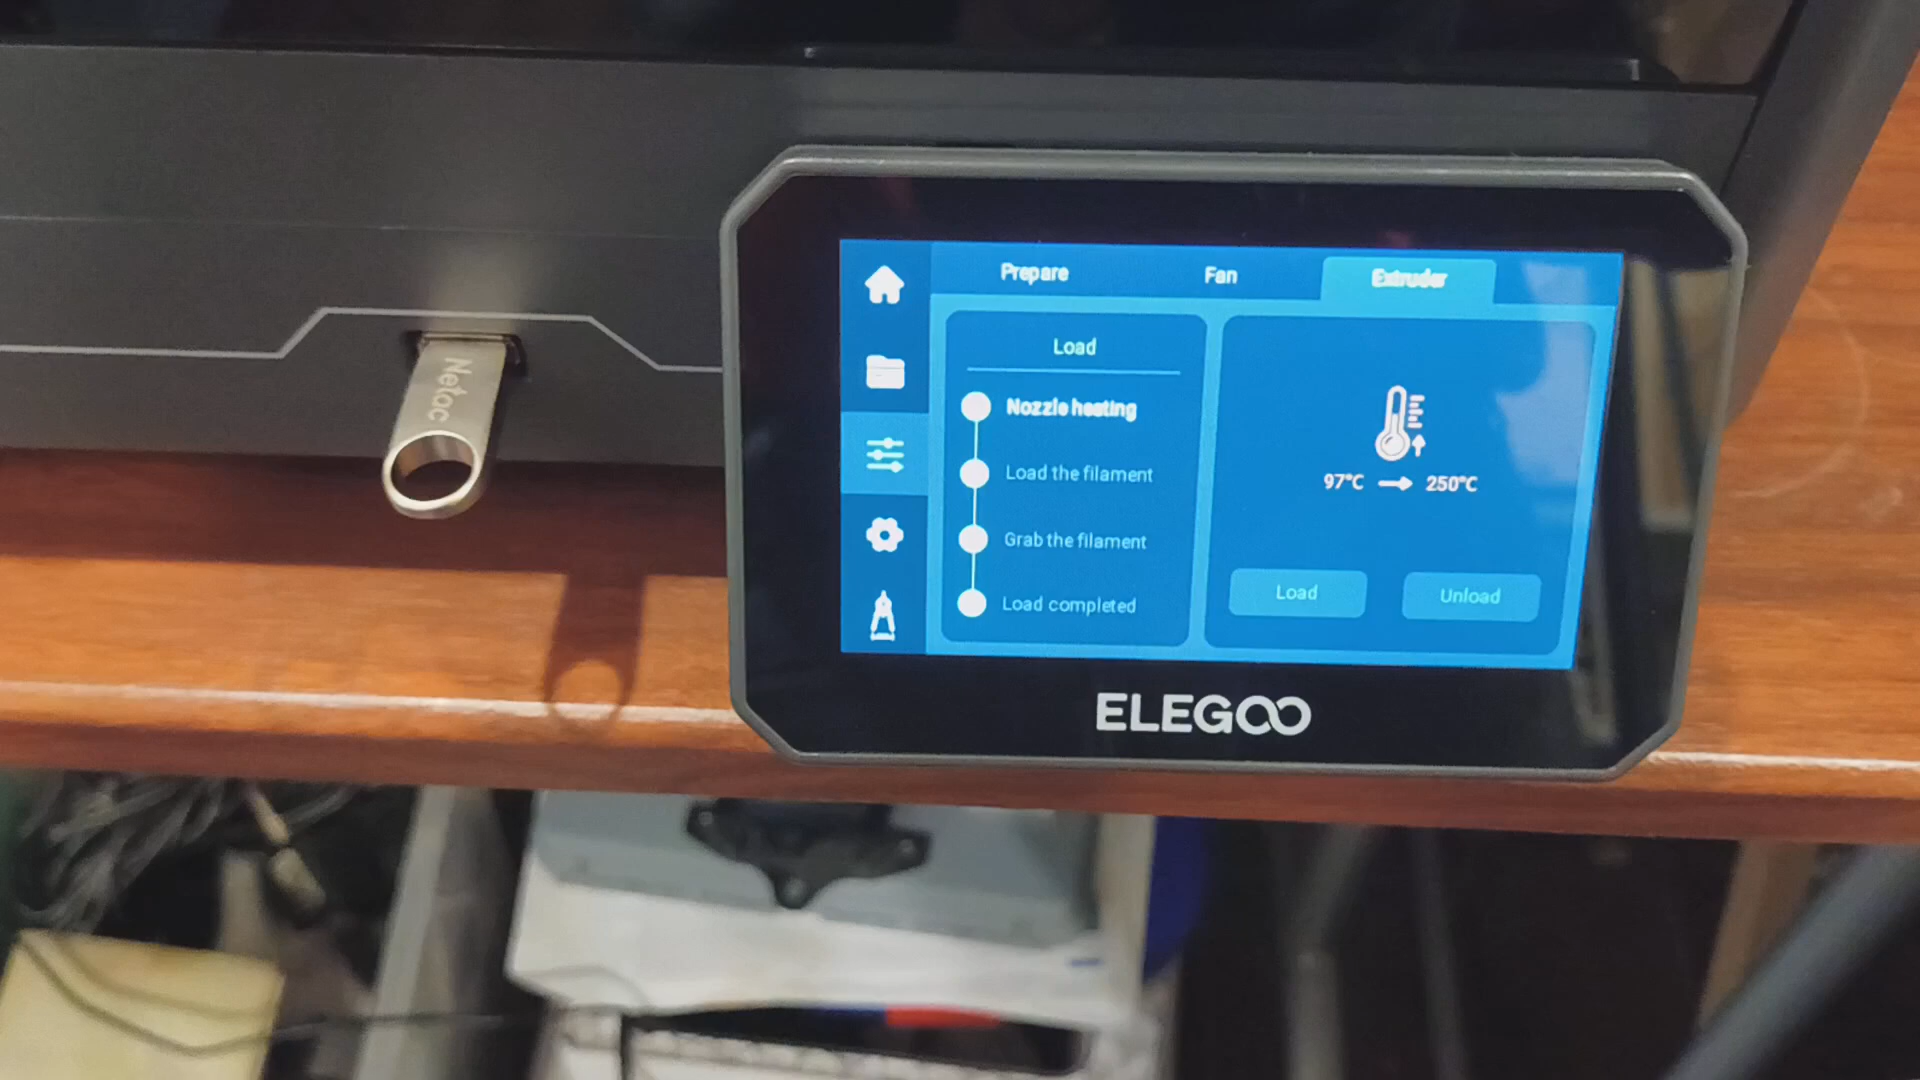 Netac
Prepare
Fan
Extruder
Load
Nozzle heating
Load the filament
Grab the filament
Load completed
97°C → 250°C
Load
Unload
ELEGOO